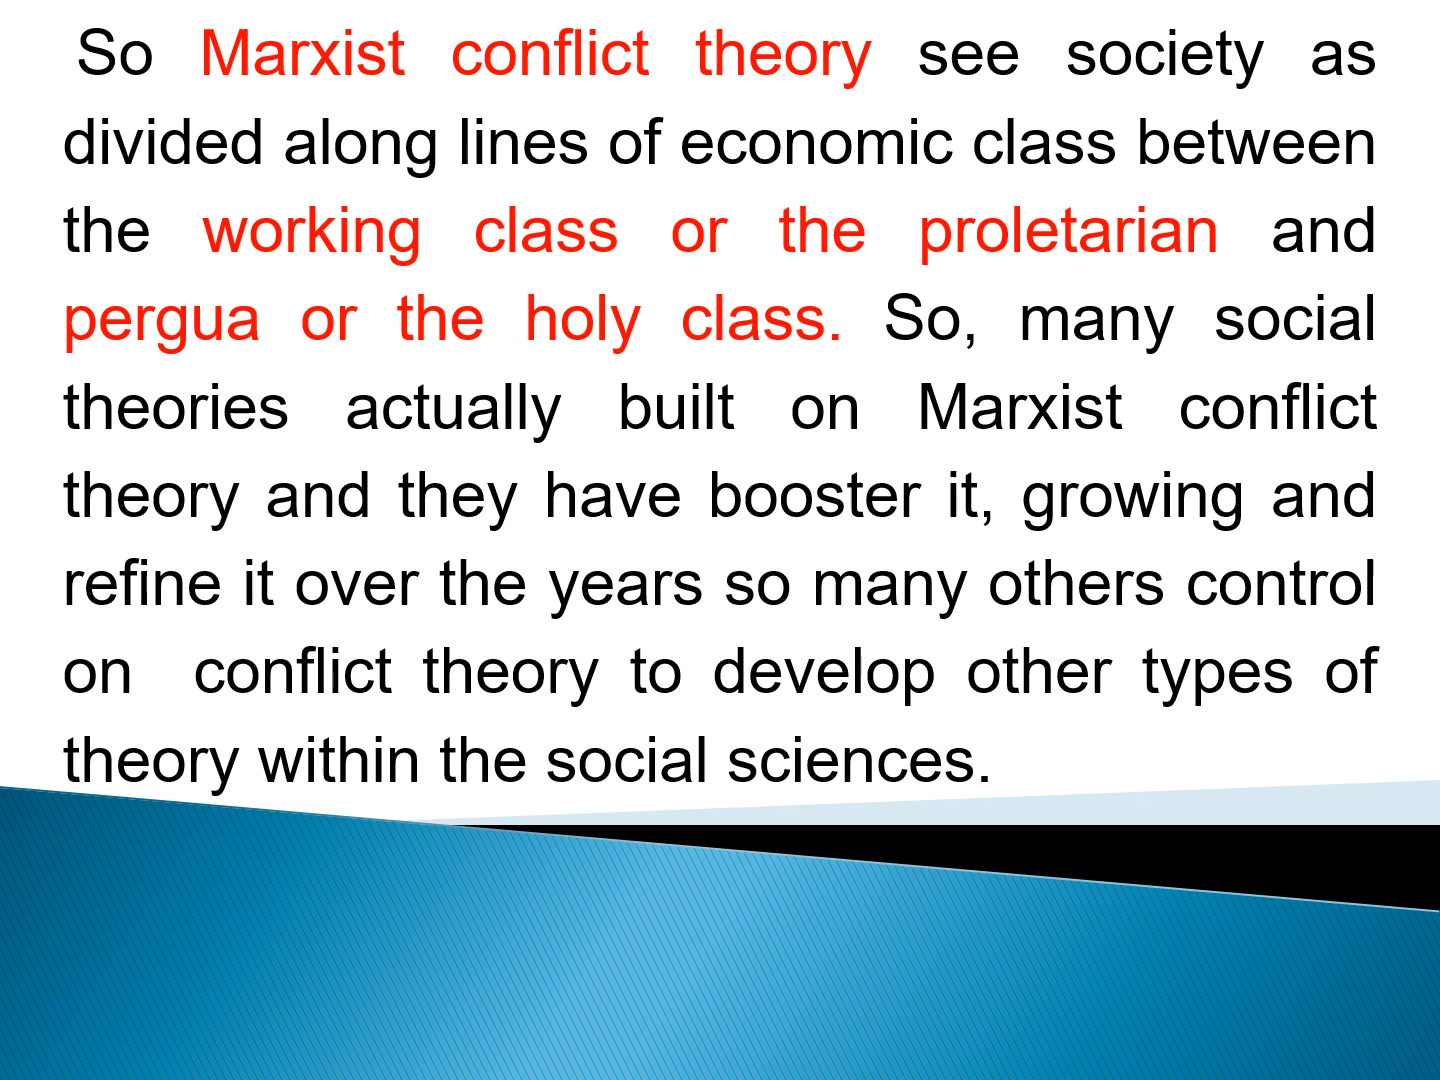 So Marxist conflict theory see society as
divided along lines of economic class between
the working class or the proletarian and
pergua or the holy class. So, many social
theories actually built on Marxist conflict
theory and they have booster it, growing and
refine it over the years so many others control
on conflict theory to develop other types of
theory within the social sciences.